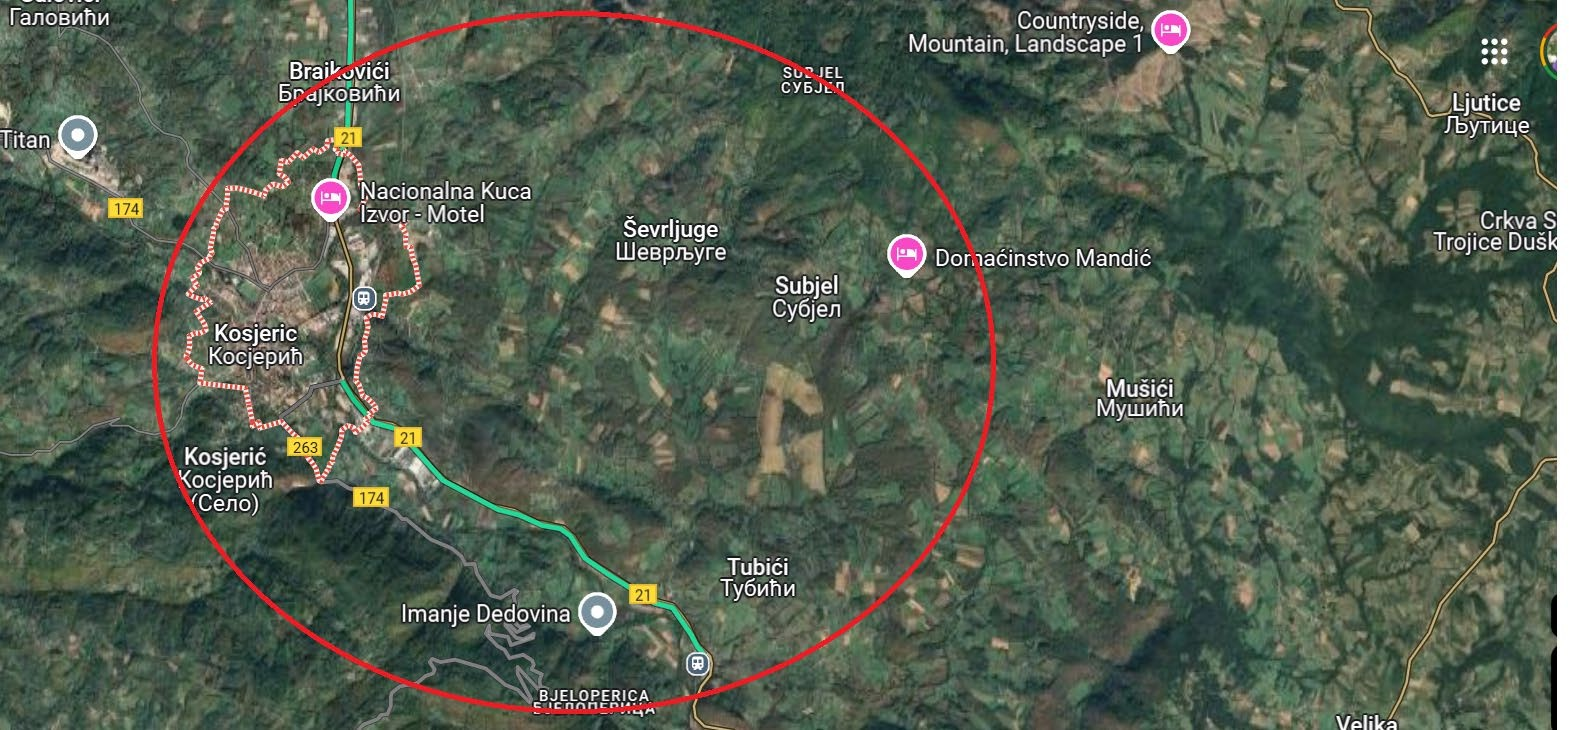 Галовићи
Countryside,
Mountain, Landscape 1
Brajkovići
Брајковићи
SUBJEL
СУБЈЕЛ
Ljutice
Љутице
Titan
21
174
Nacionalna Kuca
Izvor - Motel
Crkva S
Trojice Dušk
Ševrljuge
Шеврљуге
Domaćinstvo Mandić
Subjel
Субјел
Kosjeric
Косјерић
Mušići
Мушићи
21
263
Kosjerić
Косјерић
(Село)
174
Tubići
Тубићи
21
Imanje Dedovina
BJELOPERICA
БЈЕЛОПЕРИЦА
Velika